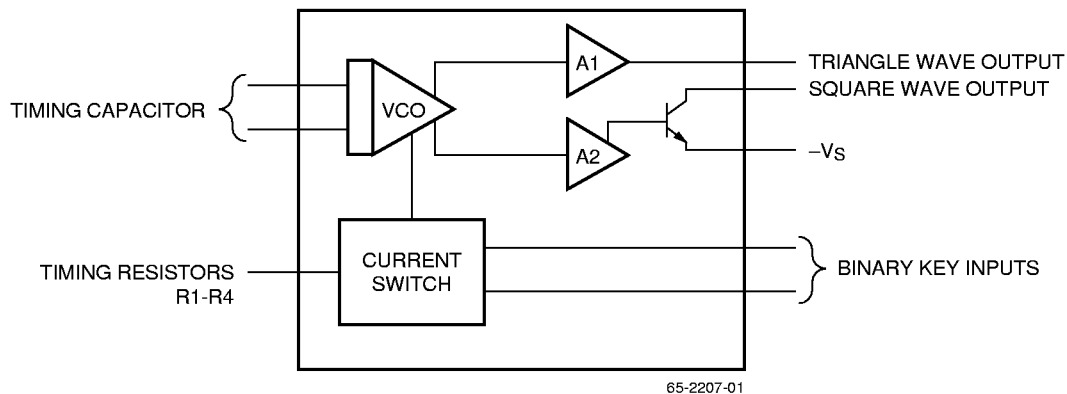 TIMING CAPACITOR
VCO
A1
A2
TRIANGLE WAVE OUTPUT
SQUARE WAVE OUTPUT
–VS
TIMING RESISTORS
R1-R4
CURRENT
SWITCH
BINARY KEY INPUTS
65-2207-01